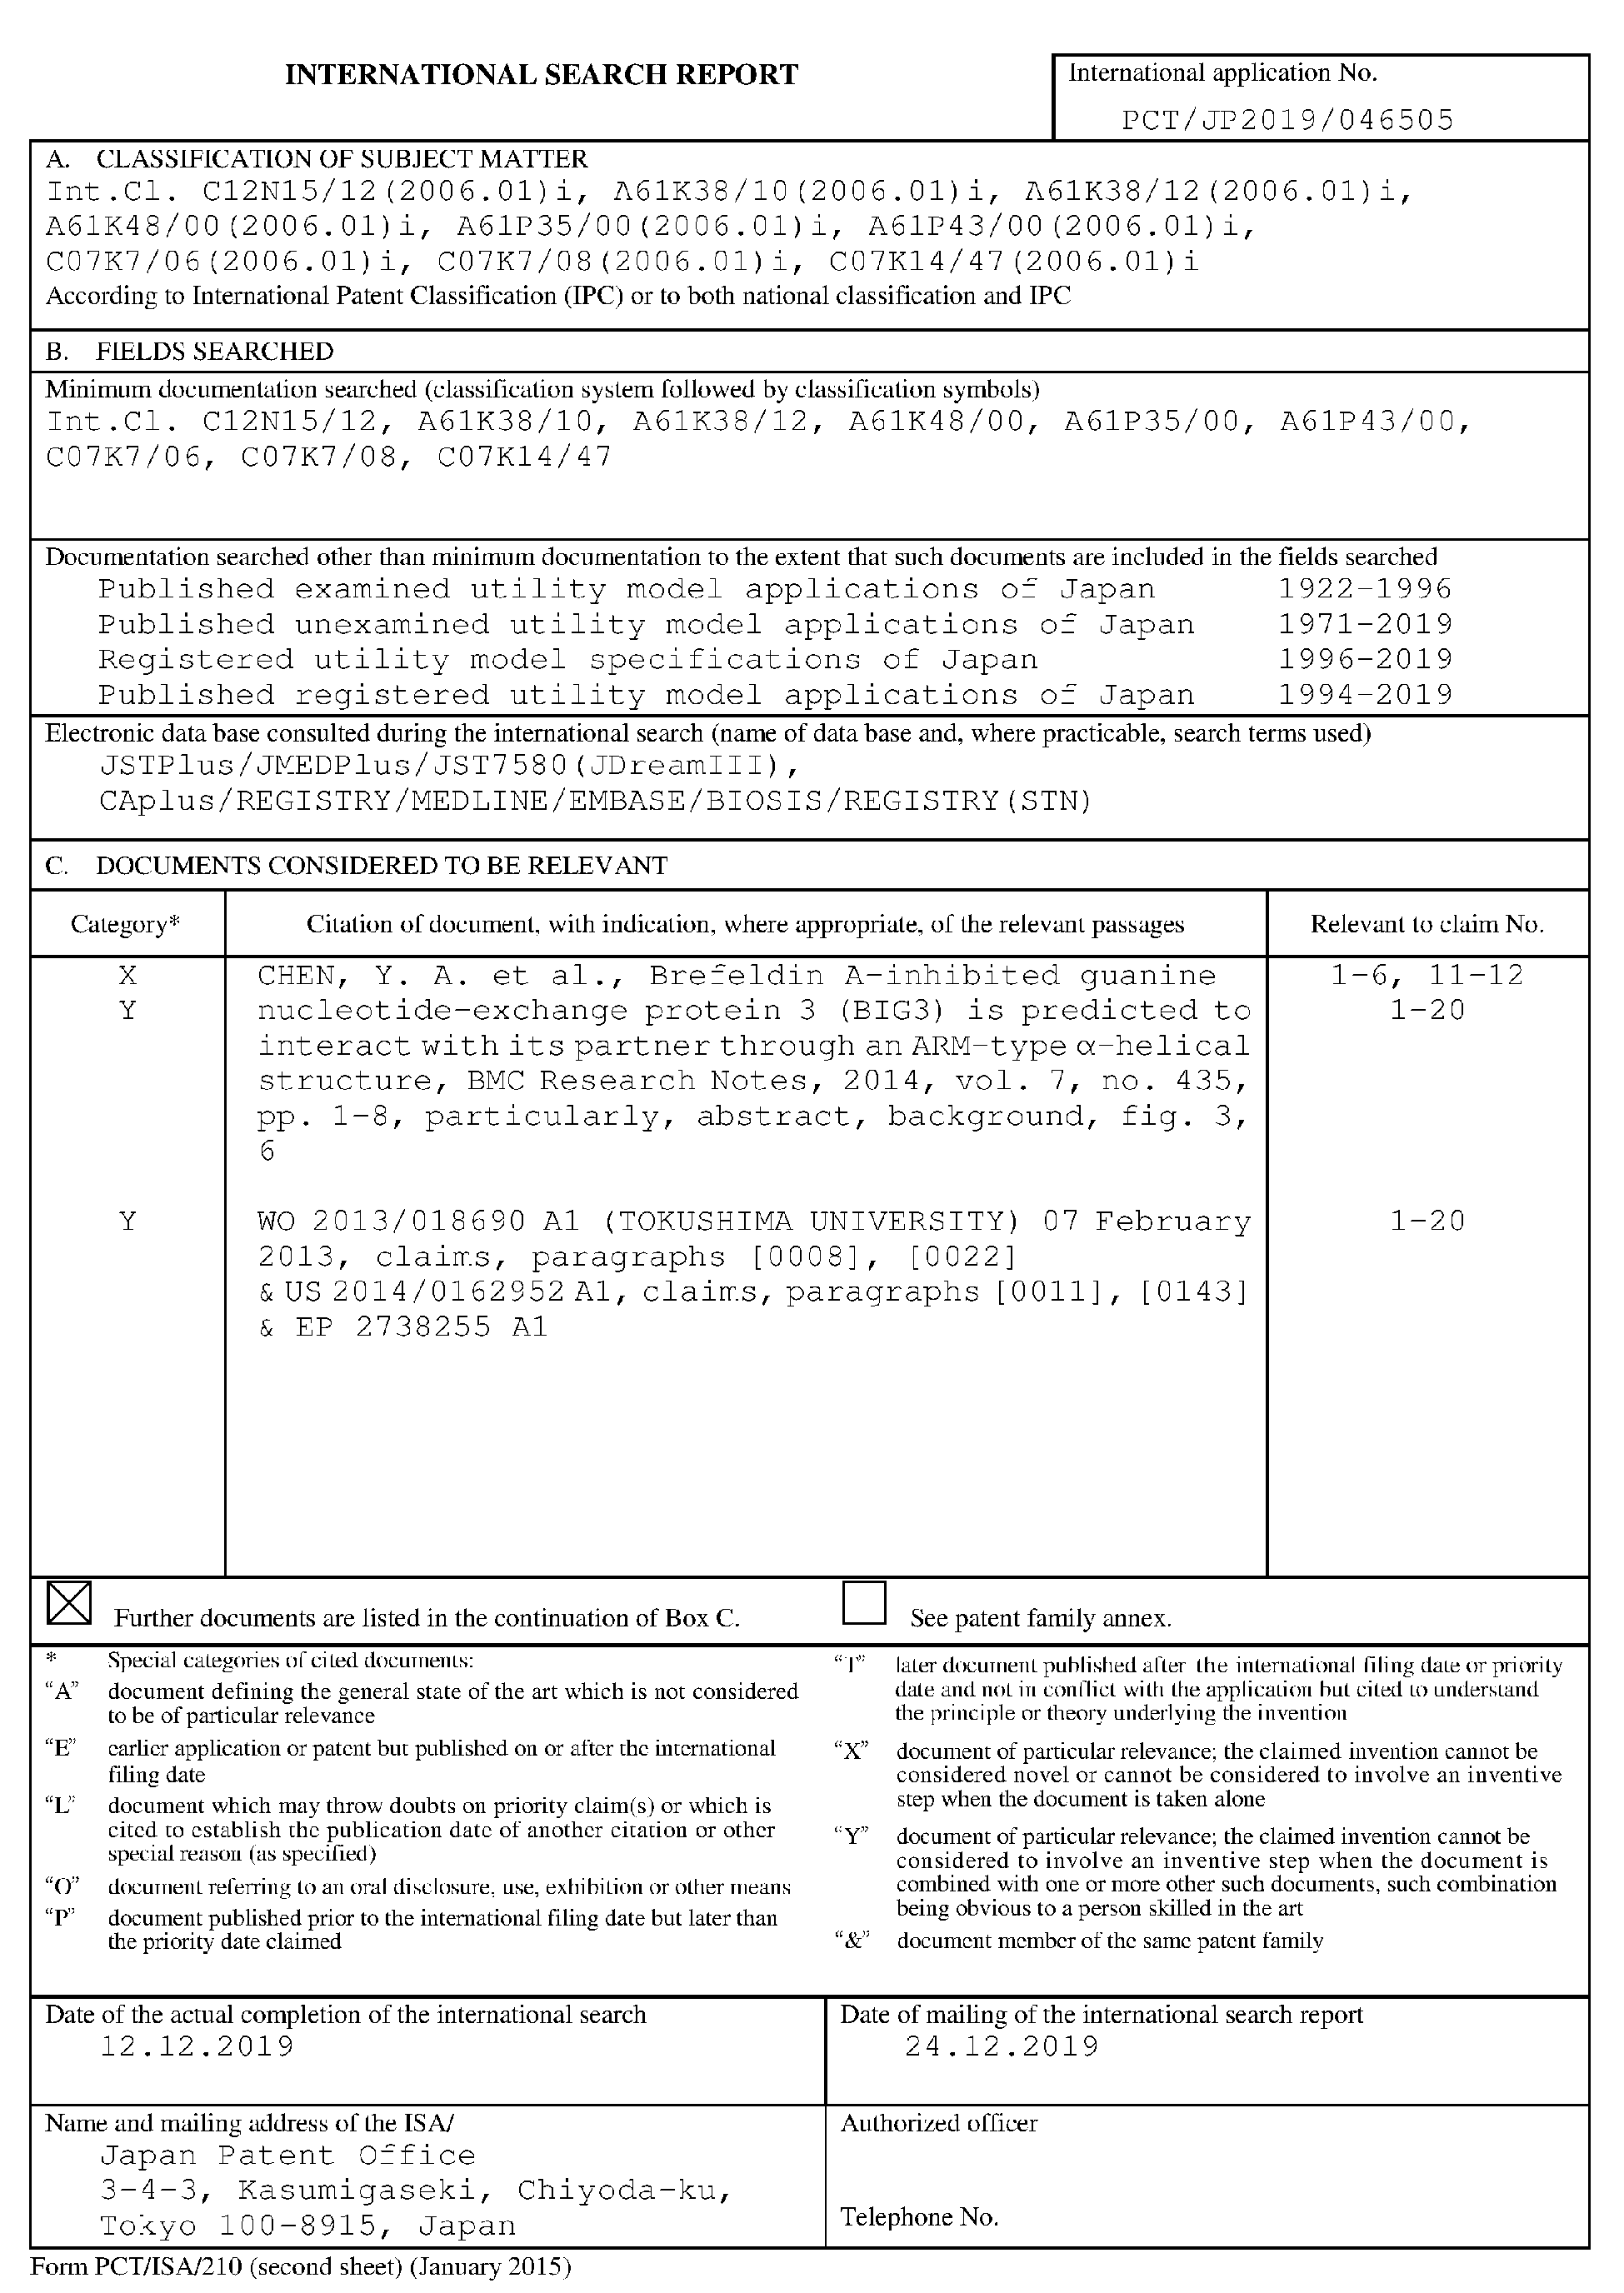 INTERNATIONAL SEARCH REPORT
International application No.
PCT/JP2019/046505
A. CLASSIFICATION OF SUBJECT MATTER
Int.Cl. C12N15/12(2006.01)i, A61K38/10(2006.01)i, A61K38/12(2006.01)i,
A61K48/00(2006.01)i, A61P35/00(2006.01)i, A61P43/00(2006.01)i,
C07K7/06(2006.01)i, C07K7/08(2006.01)i, C07K14/47(2006.01)i
According to International Patent Classification (IPC) or to both national classification and IPC
B. FIELDS SEARCHED
Minimum documentation searched (classification system followed by classification symbols)
Int.Cl. C12N15/12, A61K38/10, A61K38/12, A61K48/00, A61P35/00, A61P43/00,
C07K7/06, C07K7/08, C07K14/47
Documentation searched other than minimum documentation to the extent that such documents are included in the fields searched
Published examined utility model applications of Japan 1922-1996
Published unexamined utility model applications of Japan 1971-2019
Registered utility model specifications of Japan 1996-2019
Published registered utility model applications of Japan 1994-2019
Electronic data base consulted during the international search (name of data base and, where practicable, search terms used)
JSTPlus/JMEDPlus/JST7580(JDreamIII),
CAplus/REGISTRY/MEDLINE/EMBASE/BIOSIS/REGISTRY(STN)
C. DOCUMENTS CONSIDERED TO BE RELEVANT
Category* Citation of document, with indication, where appropriate, of the relevant passages Relevant to claim No.
X CHEN, Y. A. et al., Brefeldin A-inhibited guanine 1-6, 11-12
Y nucleotide-exchange protein 3 (BIG3) is predicted to 1-20
interact with its partner through an ARM-type α-helical
structure, BMC Research Notes, 2014, vol. 7, no. 435,
pp. 1-8, particularly, abstract, background, fig. 3,
6
Y WO 2013/018690 A1 (TOKUSHIMA UNIVERSITY) 07 February 1-20
2013, claims, paragraphs [0008], [0022]
& US 2014/0162952 A1, claims, paragraphs [0011], [0143]
& EP 2738255 A1
Further documents are listed in the continuation of Box C.
See patent family annex.
* Special categories of cited documents:
"A" document defining the general state of the art which is not considered
to be of particular relevance
"E" earlier application or patent but published on or after the international
filing date
"L" document which may throw doubts on priority claim(s) or which is
cited to establish the publication date of another citation or other
special reason (as specified)
"O" document referring to an oral disclosure, use, exhibition or other means
"P" document published prior to the international filing date but later than
the priority date claimed
"T" later document published after the international filing date or priority
date and not in conflict with the application but cited to understand
the principle or theory underlying the invention
"X" document of particular relevance; the claimed invention cannot be
considered novel or cannot be considered to involve an inventive
step when the document is taken alone
"Y" document of particular relevance; the claimed invention cannot be
considered to involve an inventive step when the document is
combined with one or more other such documents, such combination
being obvious to a person skilled in the art
"&" document member of the same patent family
Date of the actual completion of the international search
12.12.2019
Date of mailing of the international search report
24.12.2019
Name and mailing address of the ISA/
Japan Patent Office
3-4-3, Kasumigaseki, Chiyoda-ku,
Tokyo 100-8915, Japan
Authorized officer
Telephone No.
Form PCT/ISA/210 (second sheet) (January 2015)